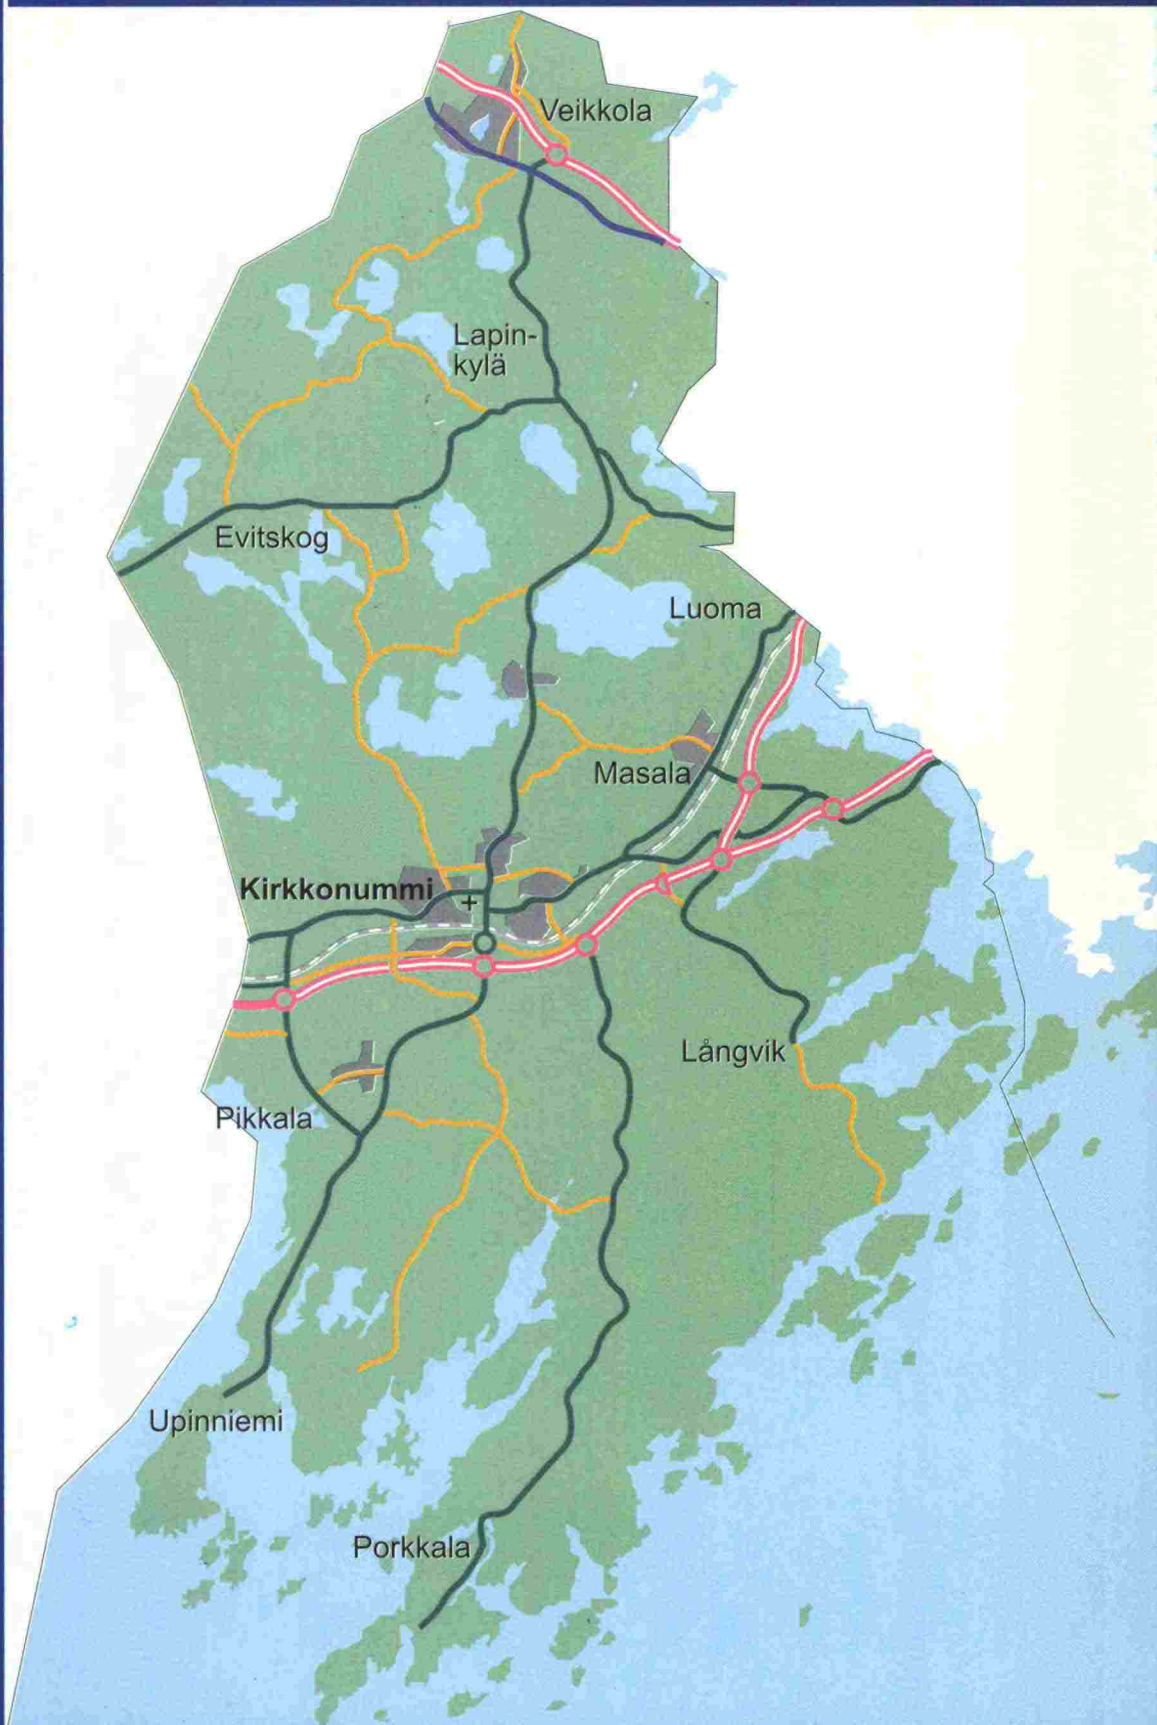 Veikkola
Lapin-
kylä
Evitskog
Luoma
Masala
Kirkkonummi
Långvik
Pikkala
Upinniemi
Porkkala